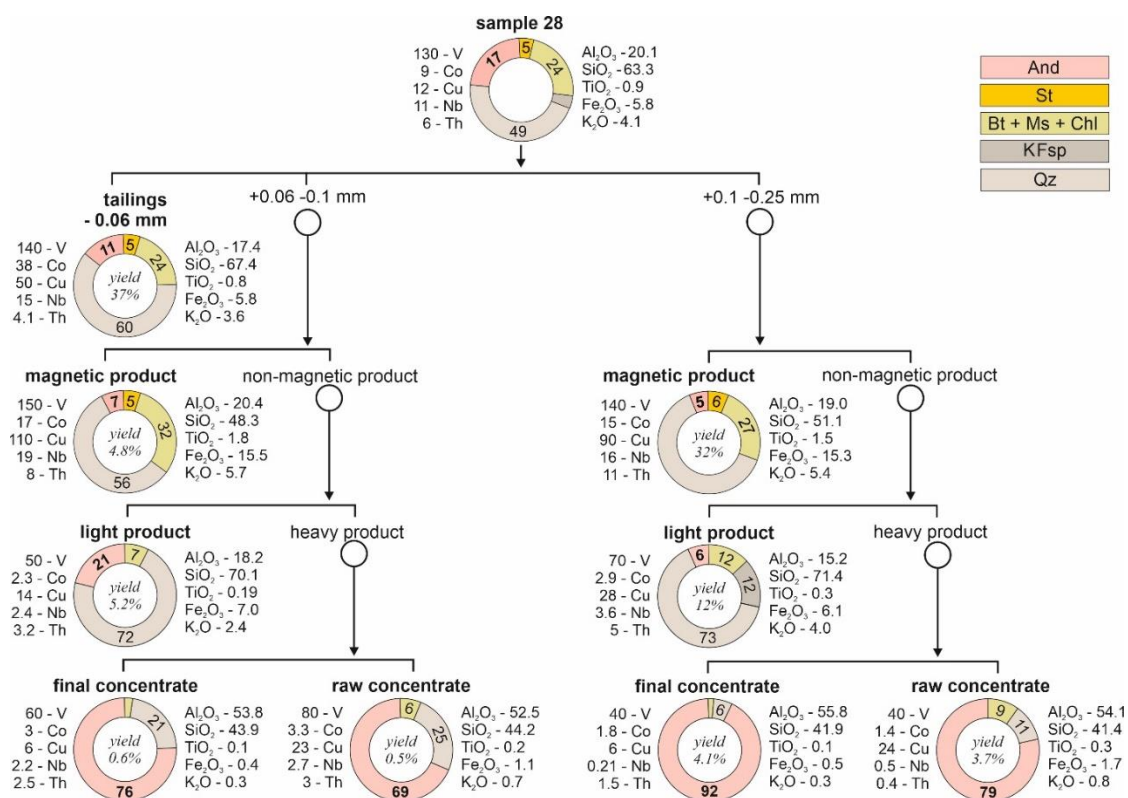 sample 28
130 - V
9 - Co
12 - Cu
11 - Nb
6 - Th
17
5
24
49
Al₂O₃ - 20.1
SiO₂ - 63.3
TiO₂ - 0.9
Fe₂O₃ - 5.8
K₂O - 4.1
And
St
Bt + Ms + Chl
KFsp
Qz
tailings
- 0.06 mm
+0.06 -0.1 mm
+0.1 -0.25 mm
140 - V
38 - Co
50 - Cu
15 - Nb
4.1 - Th
11
5
24
yield
37%
60
Al₂O₃ - 17.4
SiO₂ - 67.4
TiO₂ - 0.8
Fe₂O₃ - 5.8
K₂O - 3.6
magnetic product
non-magnetic product
150 - V
17 - Co
110 - Cu
19 - Nb
8 - Th
7
5
32
yield
4.8%
56
Al₂O₃ - 20.4
SiO₂ - 48.3
TiO₂ - 1.8
Fe₂O₃ - 15.5
K₂O - 5.7
magnetic product
non-magnetic product
140 - V
15 - Co
90 - Cu
16 - Nb
11 - Th
5
6
27
yield
32%
Al₂O₃ - 19.0
SiO₂ - 51.1
TiO₂ - 1.5
Fe₂O₃ - 15.3
K₂O - 5.4
light product
heavy product
50 - V
2.3 - Co
14 - Cu
2.4 - Nb
3.2 - Th
21
7
yield
5.2%
72
Al₂O₃ - 18.2
SiO₂ - 70.1
TiO₂ - 0.19
Fe₂O₃ - 7.0
K₂O - 2.4
light product
heavy product
70 - V
2.9 - Co
28 - Cu
3.6 - Nb
5 - Th
6
12
12
yield
12%
73
Al₂O₃ - 15.2
SiO₂ - 71.4
TiO₂ - 0.3
Fe₂O₃ - 6.1
K₂O - 4.0
final concentrate
60 - V
3 - Co
6 - Cu
2.2 - Nb
2.5 - Th
21
yield
0.6%
76
Al₂O₃ - 53.8
SiO₂ - 43.9
TiO₂ - 0.1
Fe₂O₃ - 0.4
K₂O - 0.3
raw concentrate
80 - V
3.3 - Co
23 - Cu
2.7 - Nb
3 - Th
6
25
yield
0.5%
69
Al₂O₃ - 52.5
SiO₂ - 44.2
TiO₂ - 0.2
Fe₂O₃ - 1.1
K₂O - 0.7
final concentrate
40 - V
1.8 - Co
6 - Cu
0.21 - Nb
1.5 - Th
6
yield
4.1%
92
Al₂O₃ - 55.8
SiO₂ - 41.9
TiO₂ - 0.1
Fe₂O₃ - 0.5
K₂O - 0.3
raw concentrate
40 - V
1.4 - Co
24 - Cu
0.5 - Nb
0.4 - Th
9
11
yield
3.7%
79
Al₂O₃ - 54.1
SiO₂ - 41.4
TiO₂ - 0.3
Fe₂O₃ - 1.7
K₂O - 0.8